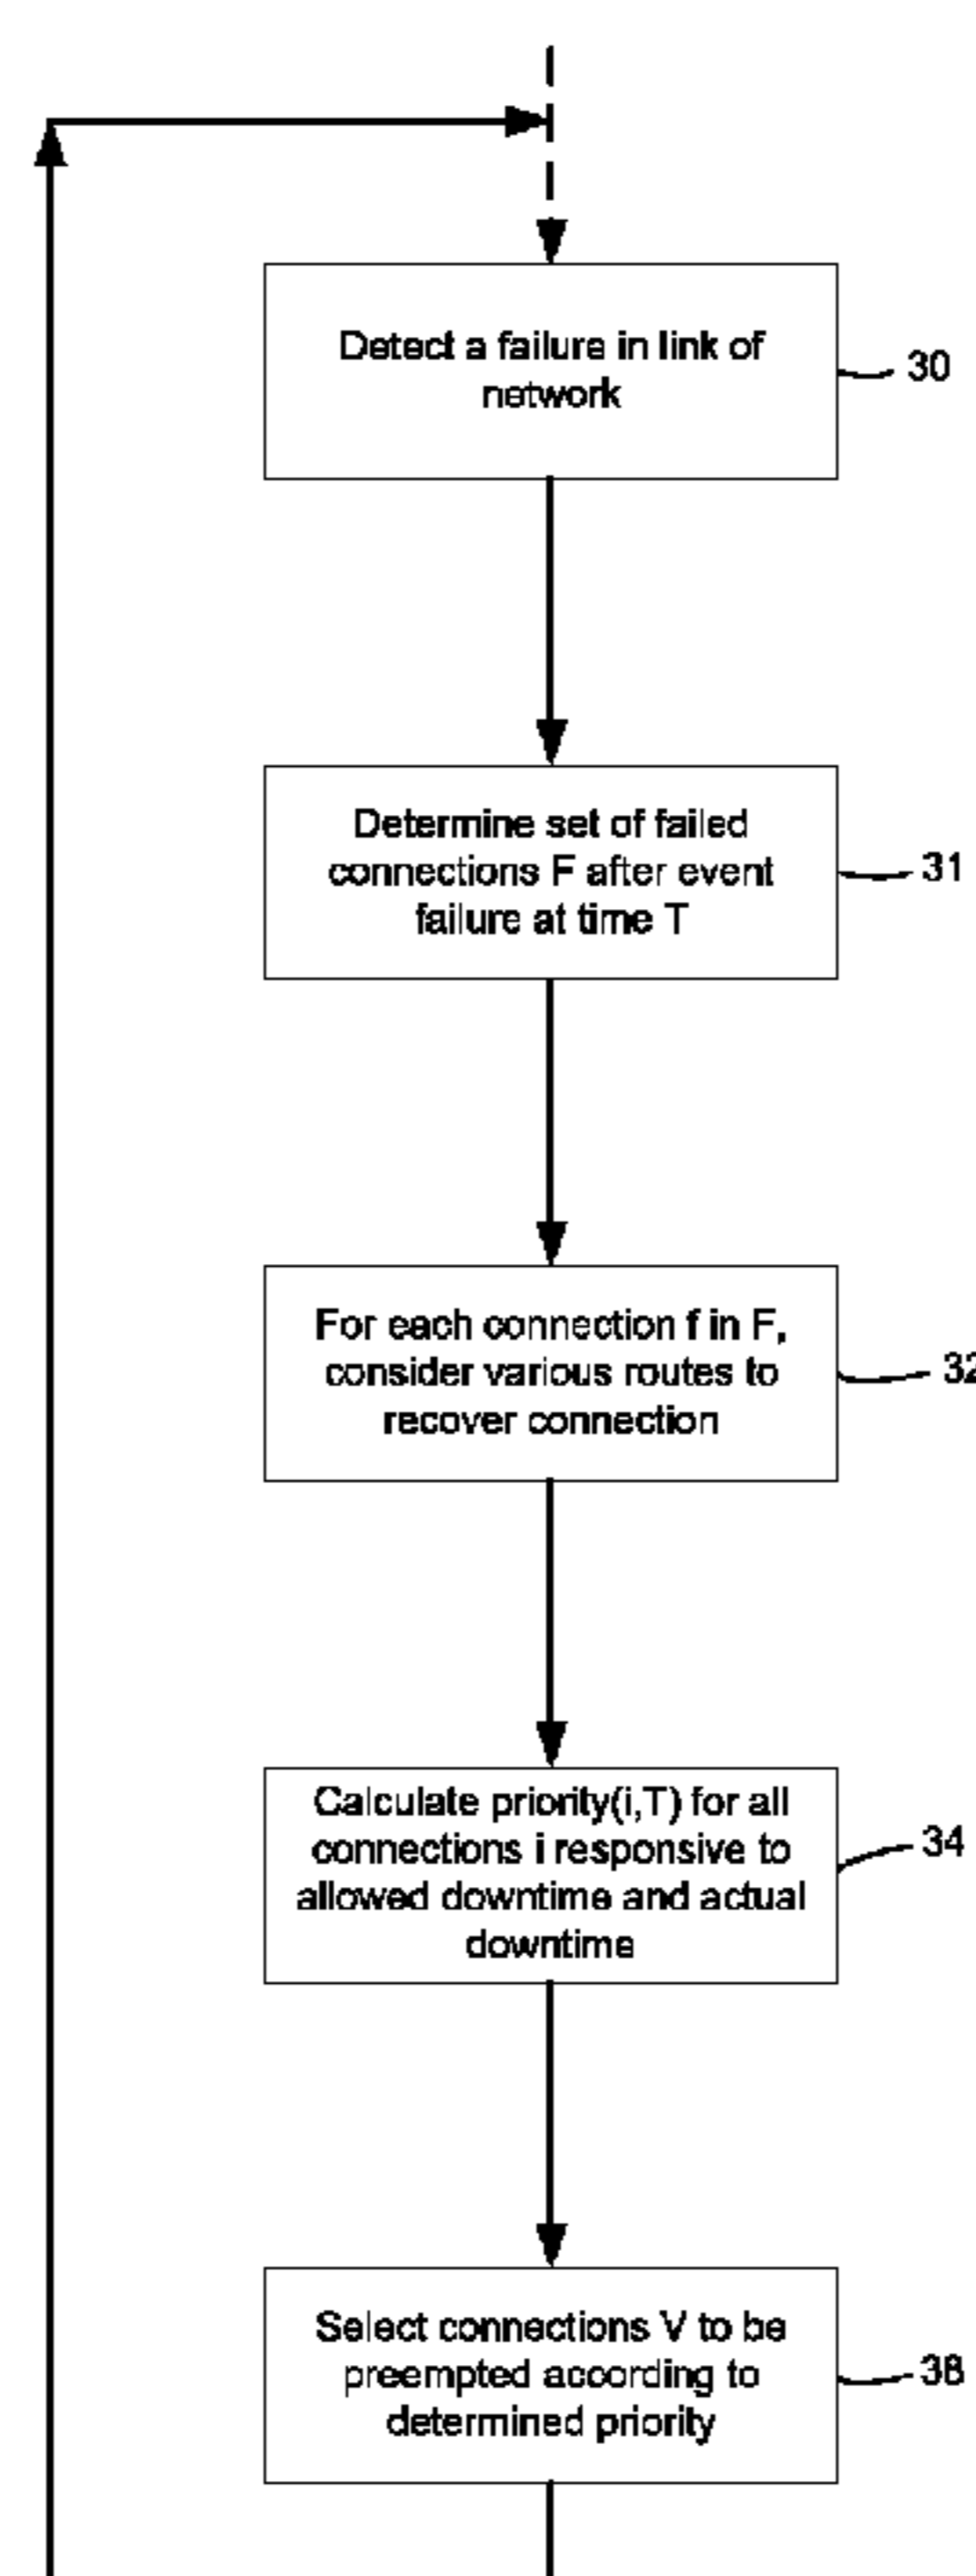 Detect a failure in link of
network
30
Determine set of failed
connections F after event
failure at time T
31
For each connection f in F,
consider various routes to
recover connection
32
Calculate priority(i,T) for all
connections i responsive to
allowed downtime and actual
downtime
34
Select connections V to be
preempted according to
determined priority
38